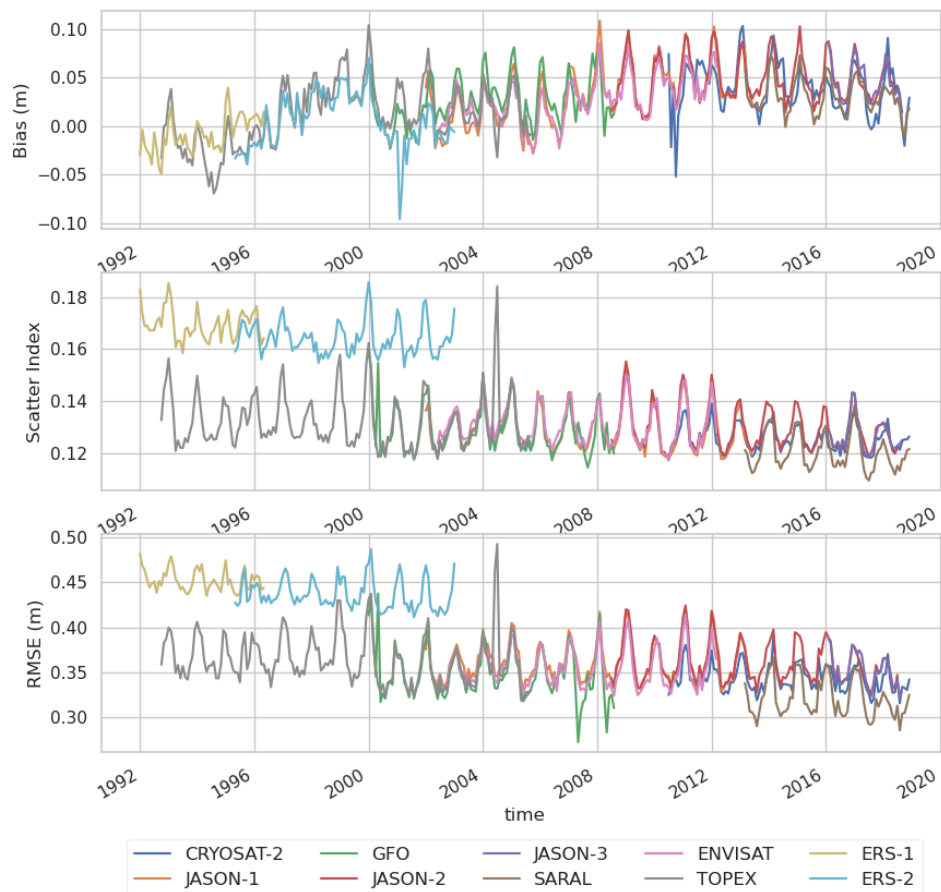 0.10
0.05
0.00
−0.05
−0.10
Bias (m)
1992 1996 2000 2004 2008 2012 2016 2020
0.18
0.16
0.14
0.12
Scatter Index
1992 1996 2000 2004 2008 2012 2016 2020
0.50
0.45
0.40
0.35
0.30
RMSE (m)
1992 1996 2000 2004 2008 2012 2016 2020
time
CRYOSAT-2 GFO JASON-3 ENVISAT ERS-1
JASON-1 JASON-2 SARAL TOPEX ERS-2